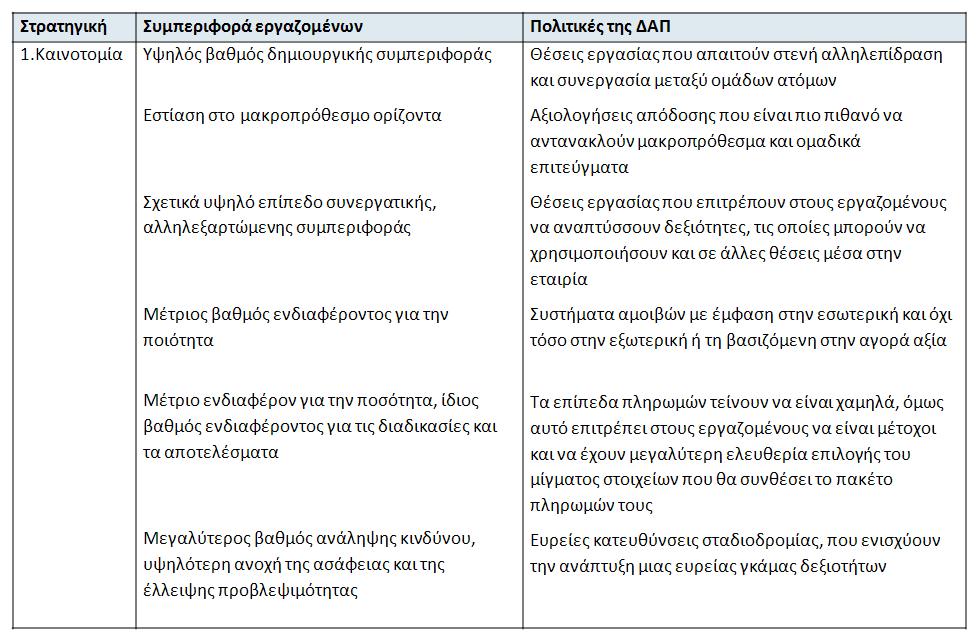 Στρατηγική
Συμπεριφορά εργαζομένων
Πολιτικές της ΔΑΠ
1.Καινοτομία
Υψηλός βαθμός δημιουργικής συμπεριφοράς
Θέσεις εργασίας που απαιτούν στενή αλληλεπίδραση
και συνεργασία μεταξύ ομάδων ατόμων
Εστίαση στο μακροπρόθεσμο ορίζοντα
Αξιολογήσεις απόδοσης που είναι πιο πιθανό να
αντανακλούν μακροπρόθεσμα και ομαδικά
επιτεύγματα
Σχετικά υψηλό επίπεδο συνεργατικής,
αλληλεξαρτώμενης συμπεριφοράς
Θέσεις εργασίας που επιτρέπουν στους εργαζομένους
να αναπτύσσουν δεξιότητες, τις οποίες μπορούν να
χρησιμοποιήσουν και σε άλλες θέσεις μέσα στην
εταιρία
Μέτριος βαθμός ενδιαφέροντος για την
ποιότητα
Συστήματα αμοιβών με έμφαση στην εσωτερική και όχι
τόσο στην εξωτερική ή τη βασιζόμενη στην αγορά αξία
Μέτριο ενδιαφέρον για την ποσότητα, ίδιος
βαθμός ενδιαφέροντος για τις διαδικασίες και
τα αποτελέσματα
Τα επίπεδα πληρωμών τείνουν να είναι χαμηλά, όμως
αυτό επιτρέπει στους εργαζομένους να είναι μέτοχοι
και να έχουν μεγαλύτερη ελευθερία επιλογής του
μίγματος στοιχείων που θα συνθέσει το πακέτο
πληρωμών τους
Μεγαλύτερος βαθμός ανάληψης κινδύνου,
υψηλότερη ανοχή της ασάφειας και της
έλλειψης προβλεψιμότητας
Ευρείες κατευθύνσεις σταδιοδρομίας, που ενισχύουν
την ανάπτυξη μιας ευρείας γκάμας δεξιοτήτων